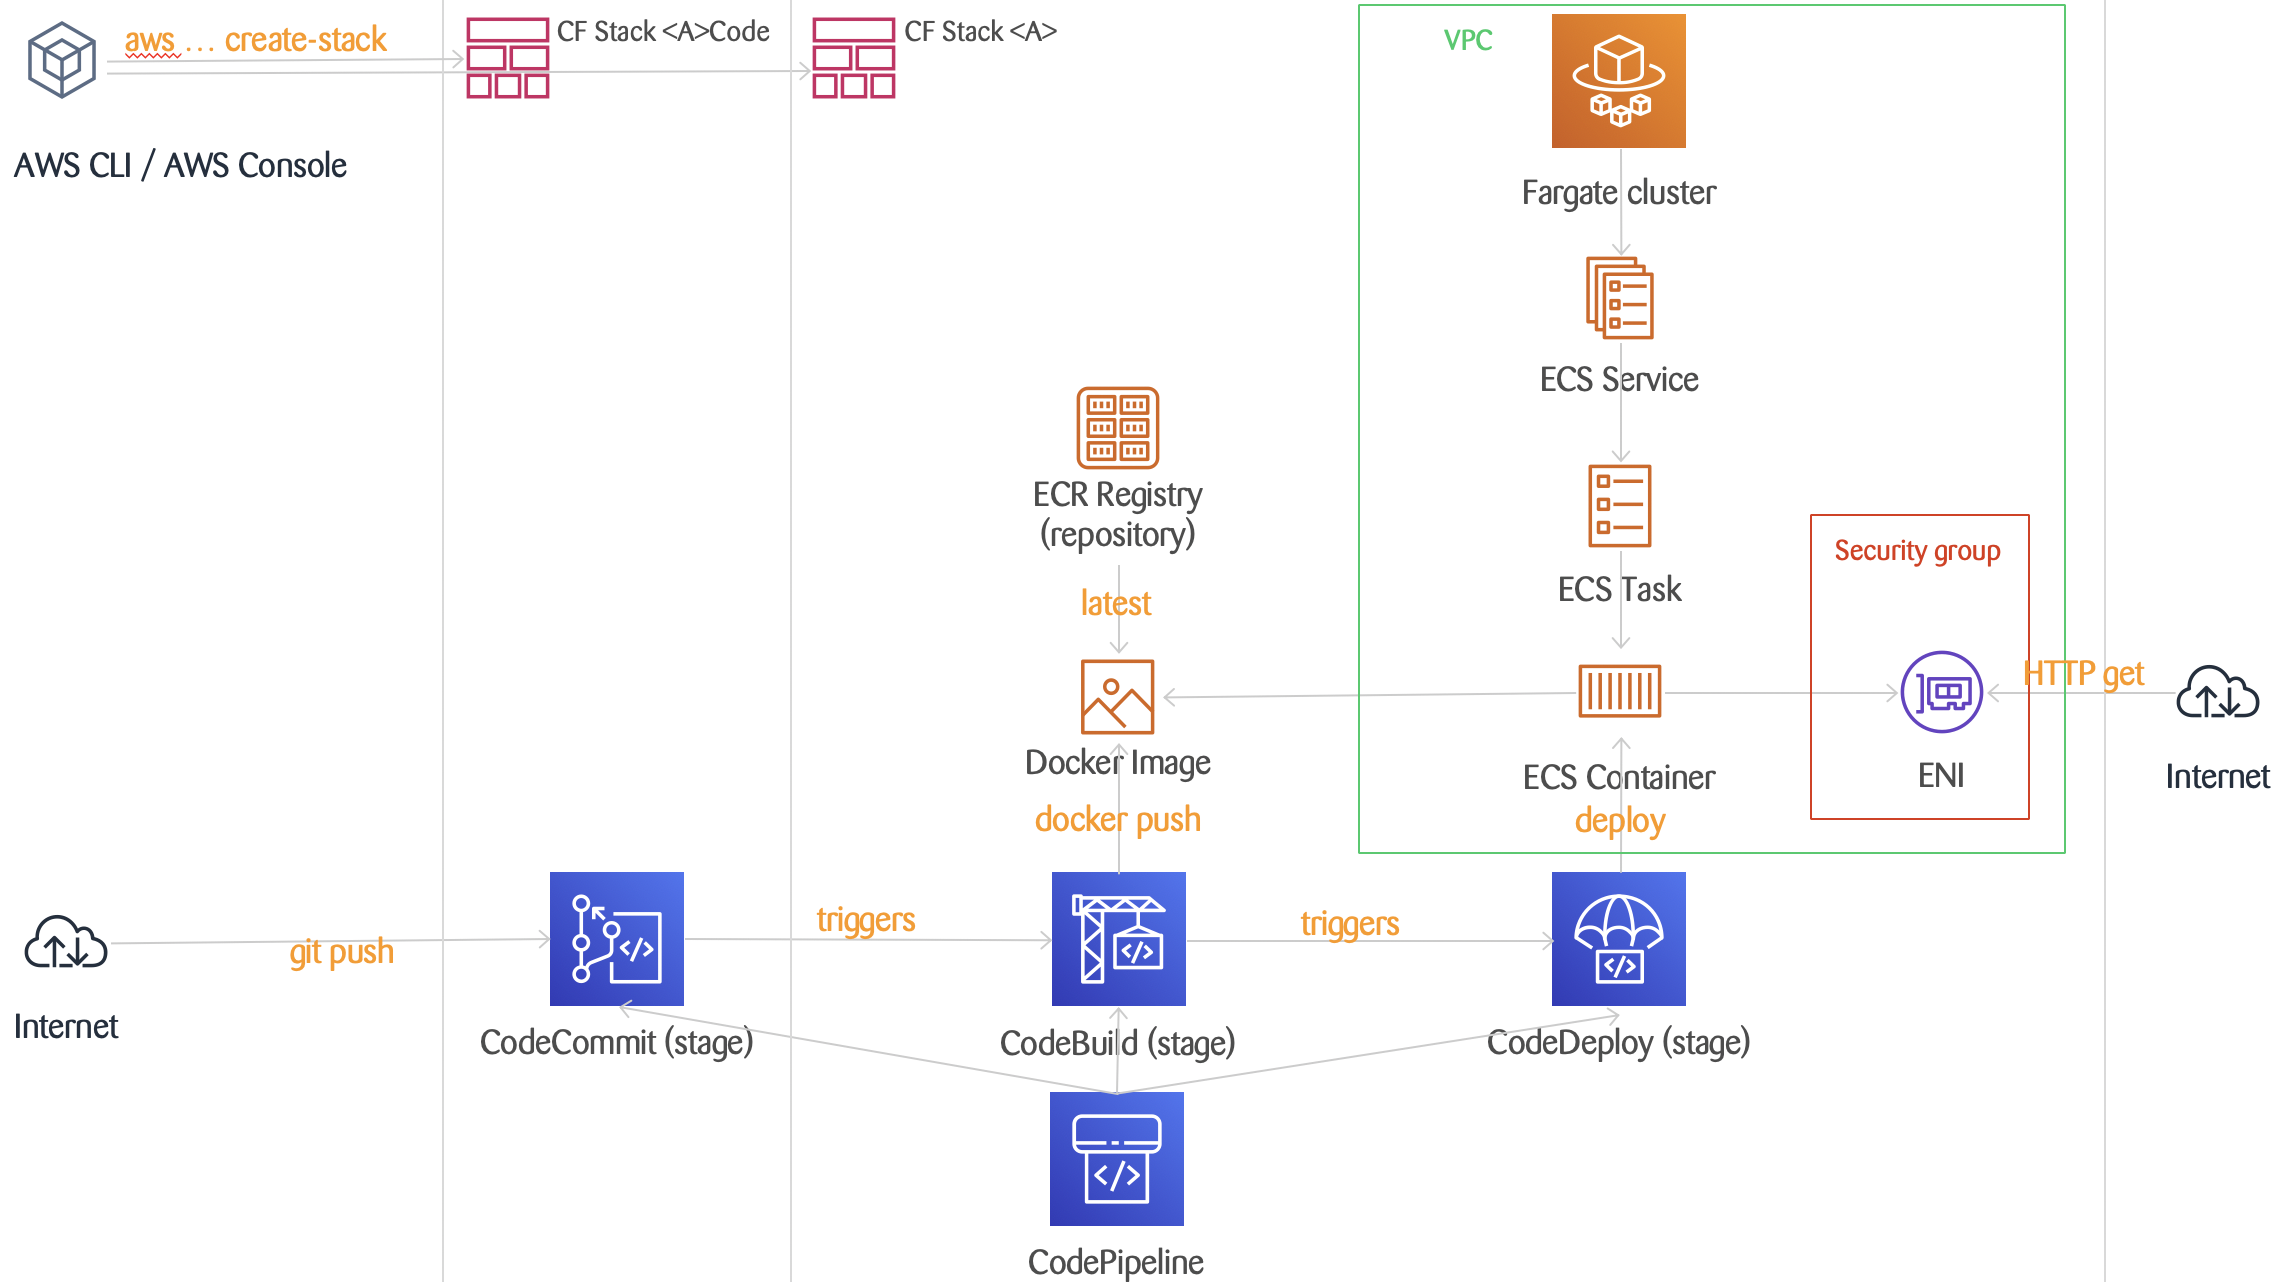 aws ... create-stack
CF Stack <A>Code
CF Stack <A>
AWS CLI / AWS Console
VPC
Fargate cluster
ECS Service
ECR Registry
(repository)
latest
ECS Task
Security group
HTTP get
Docker Image
docker push
ECS Container
deploy
ENI
Internet
git push
triggers
triggers
Internet
CodeCommit (stage)
CodeBuild (stage)
CodeDeploy (stage)
CodePipeline